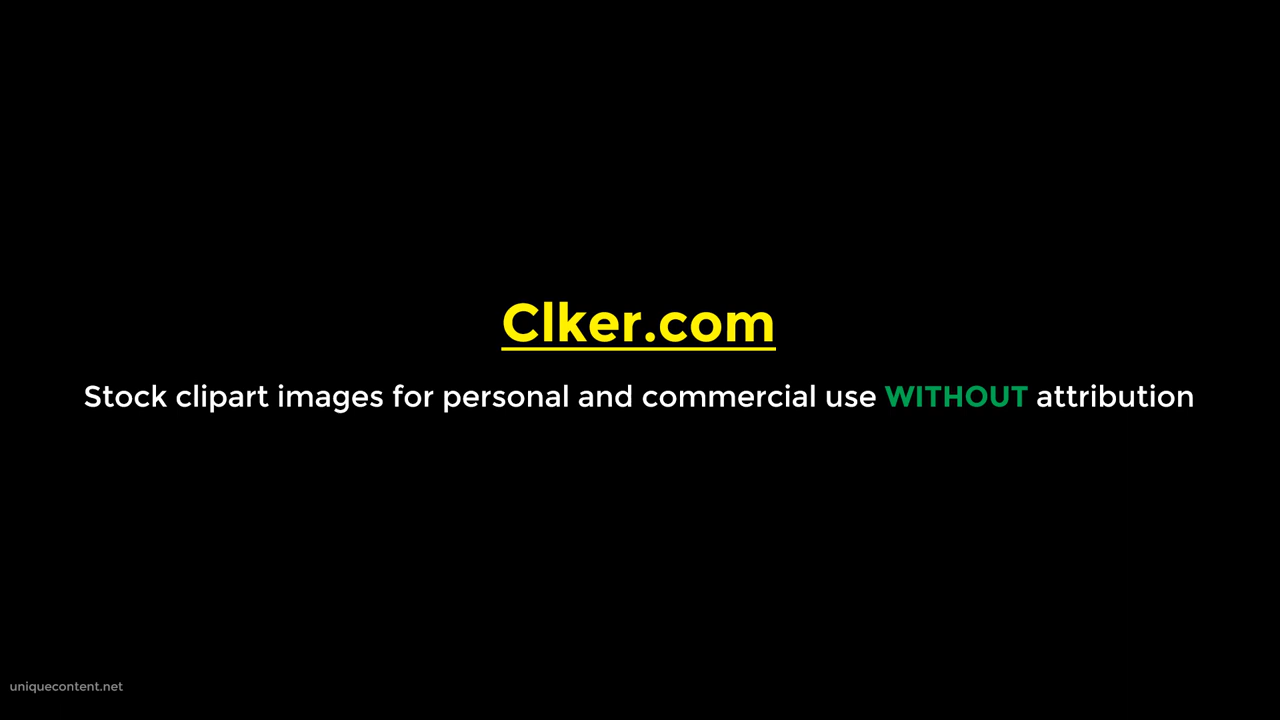 Clker.com
Stock clipart images for personal and commercial use WITHOUT attribution
uniquecontent.net